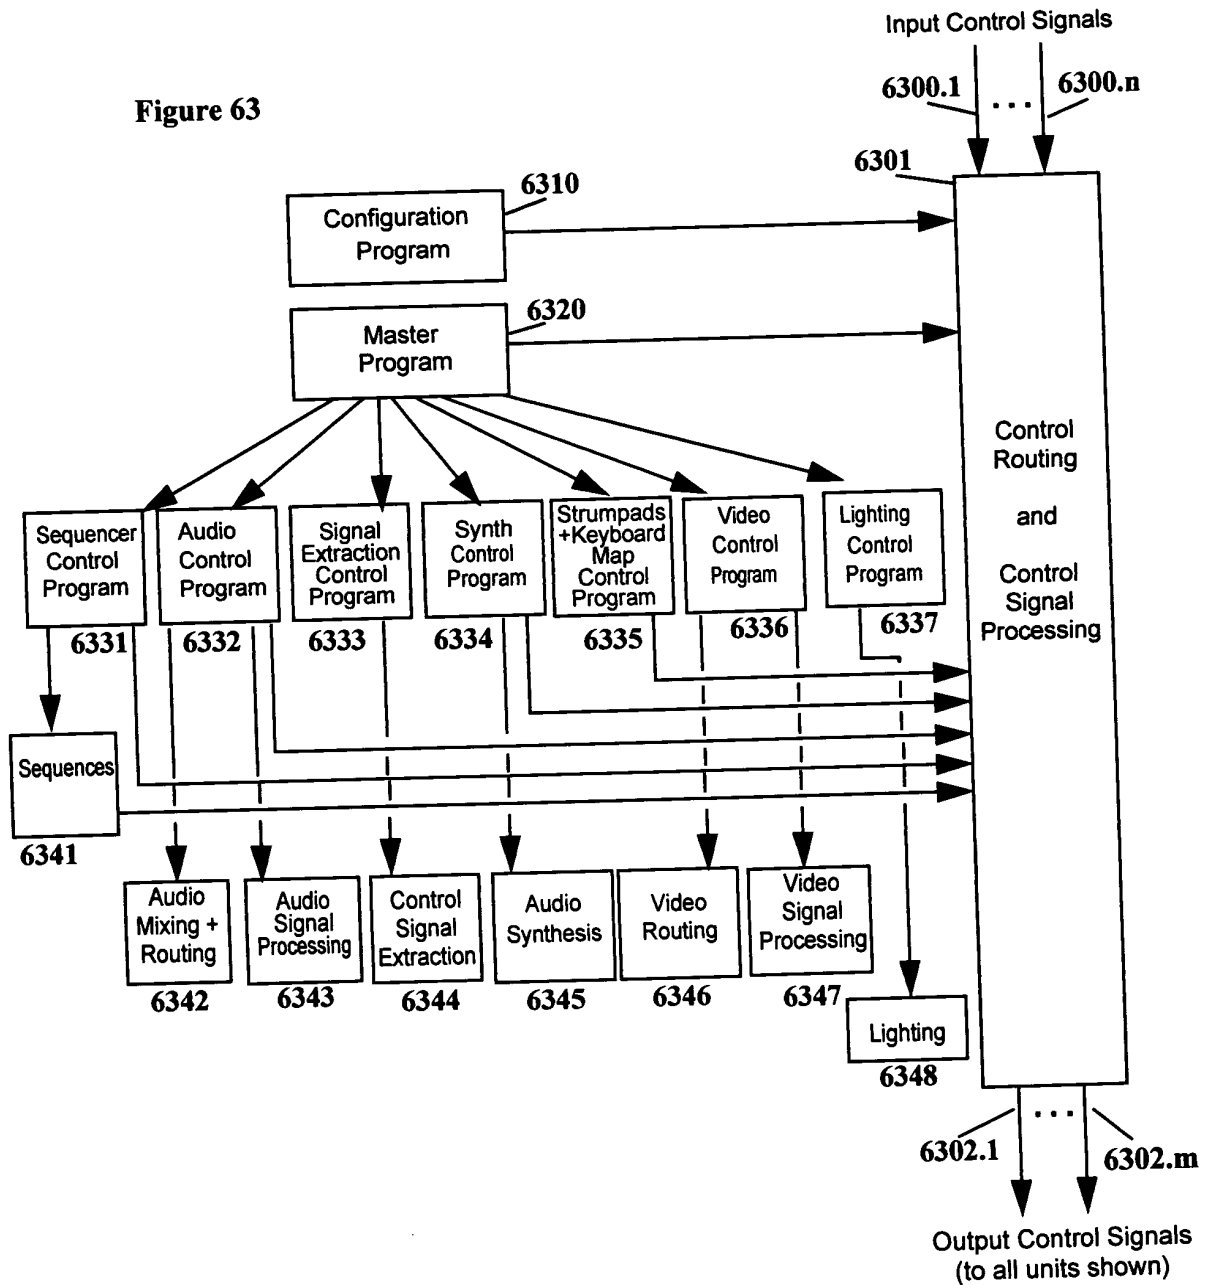 Input Control Signals
6300.1
...
6300.n
Figure 63
6301
6310
Configuration
Program
6320
Master
Program
Control
Routing
and
Control
Signal
Processing
Sequencer
Control
Program
Audio
Control
Program
Signal
Extraction
Control
Program
Synth
Control
Program
Strumpads
+Keyboard
Map
Control
Program
Video
Control
Program
Lighting
Control
Program
6331
6332
6333
6334
6335
6336
6337
Sequences
6341
Audio
Mixing +
Routing
Audio
Signal
Processing
Control
Signal
Extraction
Audio
Synthesis
Video
Routing
Video
Signal
Processing
6342
6343
6344
6345
6346
6347
Lighting
6348
6302.1
...
6302.m
Output Control Signals
(to all units shown)